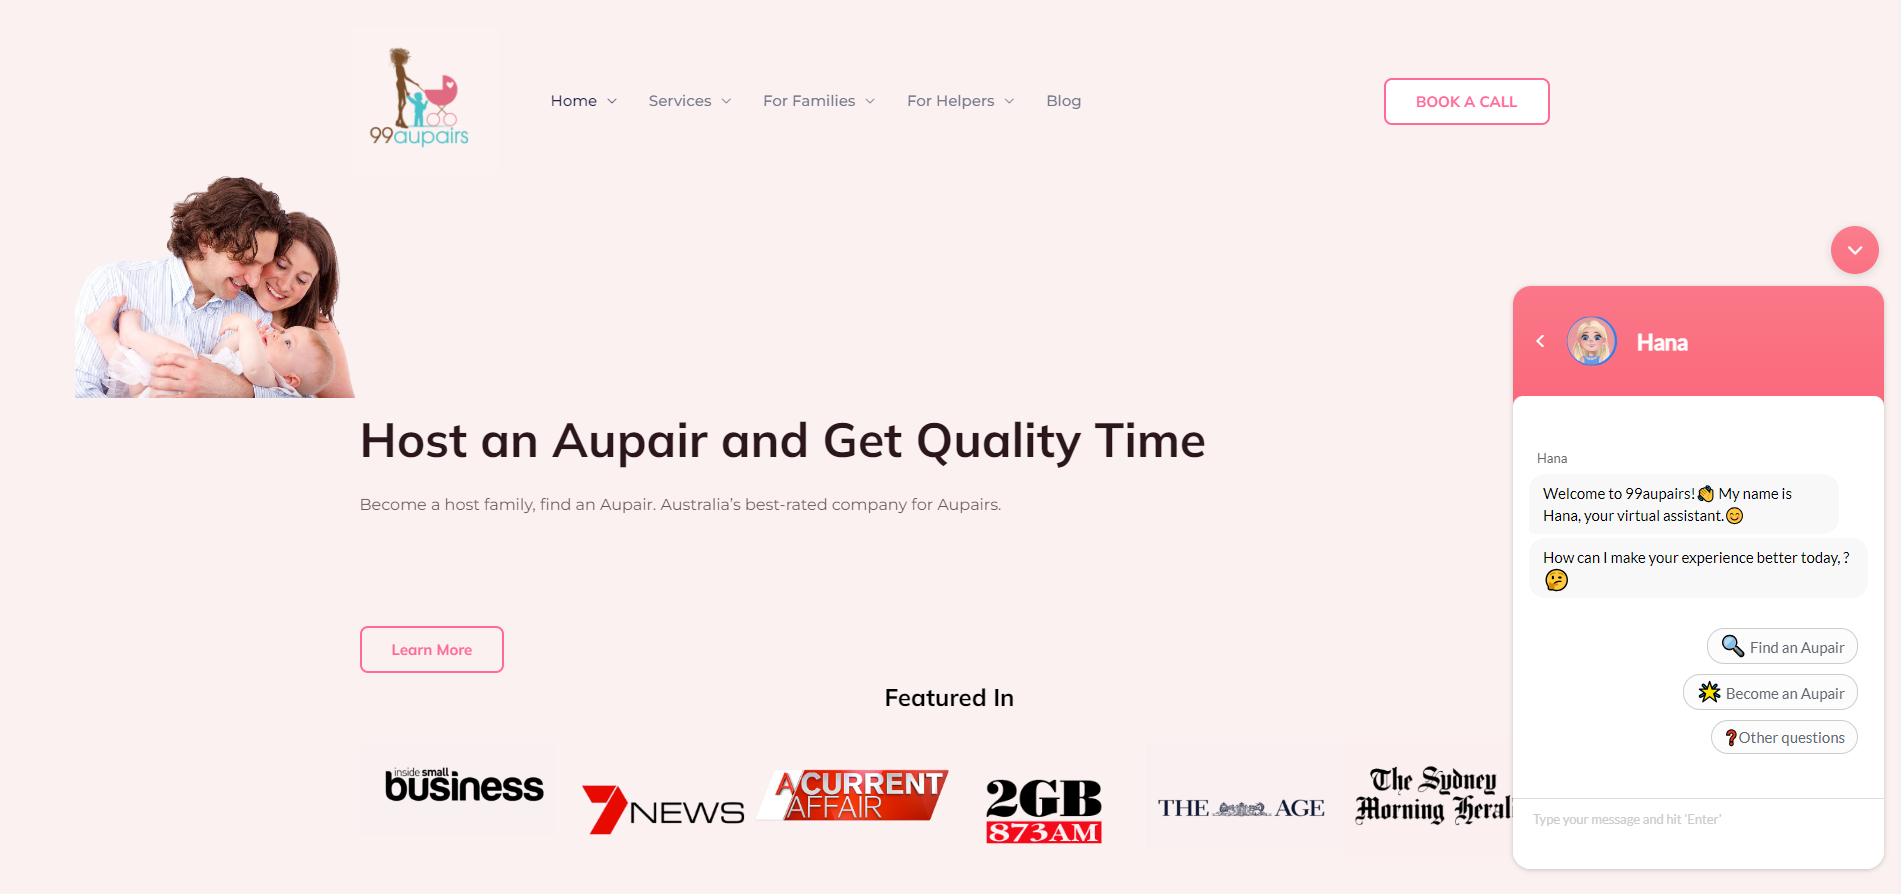 99aupairs
Home
Services
For Families
For Helpers
Blog
BOOK A CALL
Host an Aupair and Get Quality Time
Become a host family, find an Aupair. Australia’s best-rated company for Aupairs.
Learn More
Featured In
inside small
business
7NEWS
A CURRENT
AFFAIR
2GB
873AM
THE AGE
The Sydney
Morning Heral
Hana
Hana
Welcome to 99aupairs! My name is
Hana, your virtual assistant.
How can I make your experience better today, ?
Find an Aupair
Become an Aupair
Other questions
Type your message and hit 'Enter'